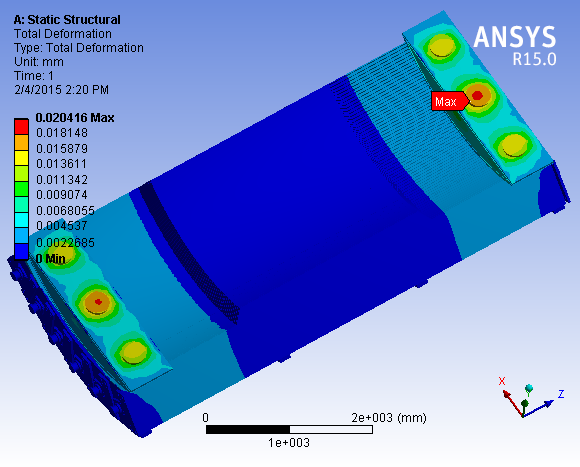 A: Static Structural
Total Deformation
Type: Total Deformation
Unit: mm
Time: 1
2/4/2015 2:20 PM
ANSYS
R15.0
0.020416 Max
0.018148
0.015879
0.013611
0.011342
0.009074
0.0068055
0.004537
0.0022685
0 Min
Max
0
2e+003 (mm)
1e+003
X
Y
Z